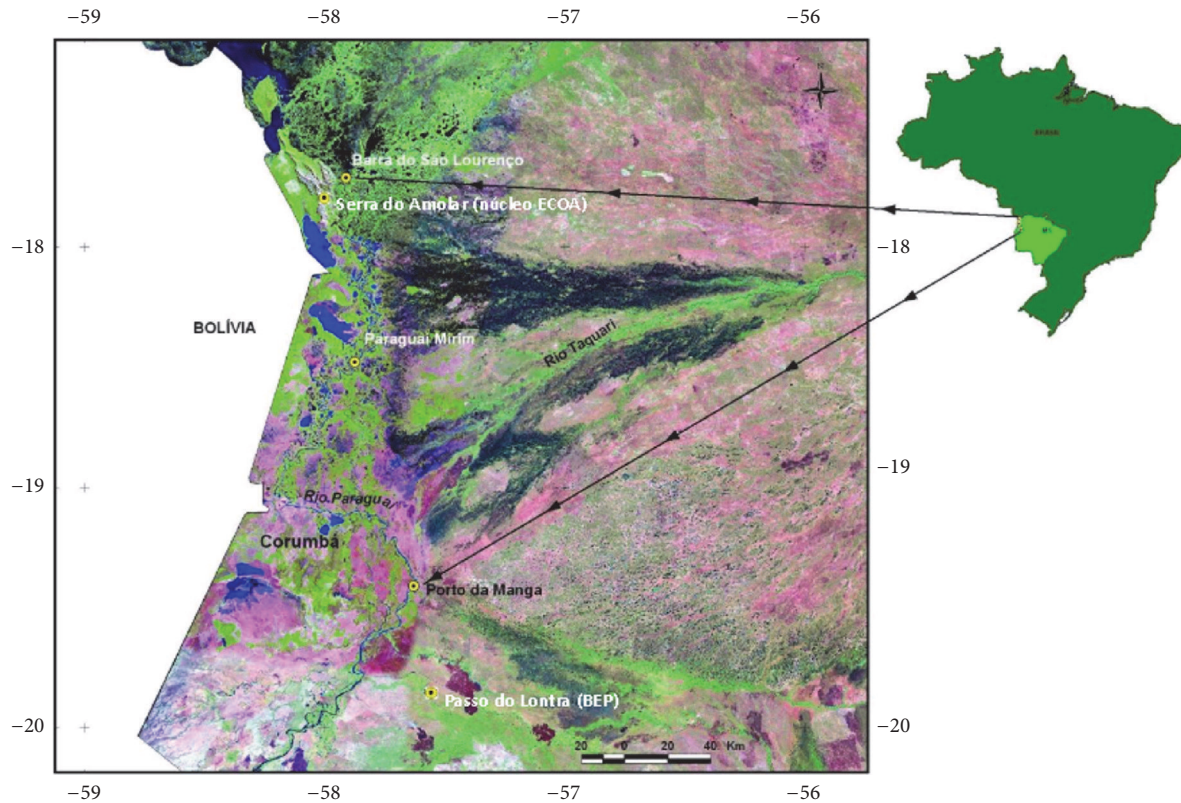 −59 −58 −57 −56
Barra do São Lourenço
Serra do Amolar (núcleo ECOA)
−18 −18
BOLÍVIA
Rio Taquari
Paraguai Mirim
−19 −19
Rio Paraguai
Corumbá
Porto da Manga
Passo do Lontra (BEP)
−20 −20
20 0 20 40 Km
−59 −58 −57 −56
BRASIL
MS